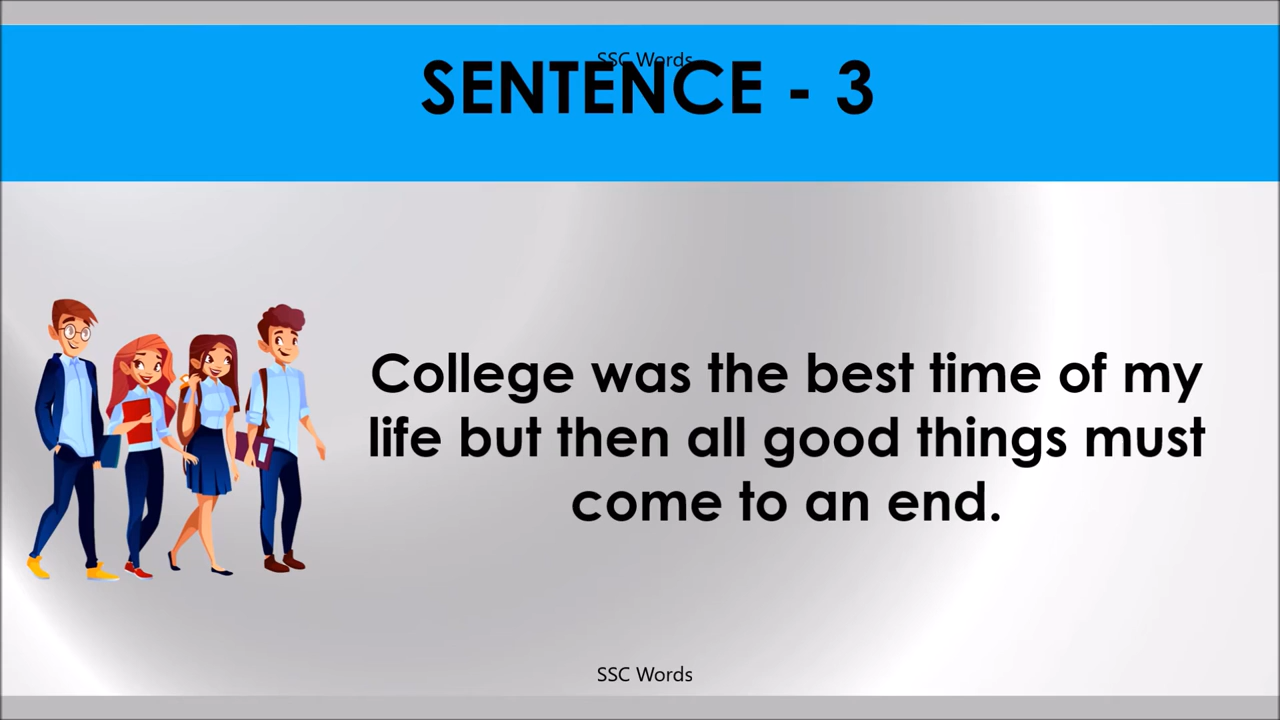 SSC Words
SENTENCE - 3
College was the best time of my
life but then all good things must
come to an end.
SSC Words